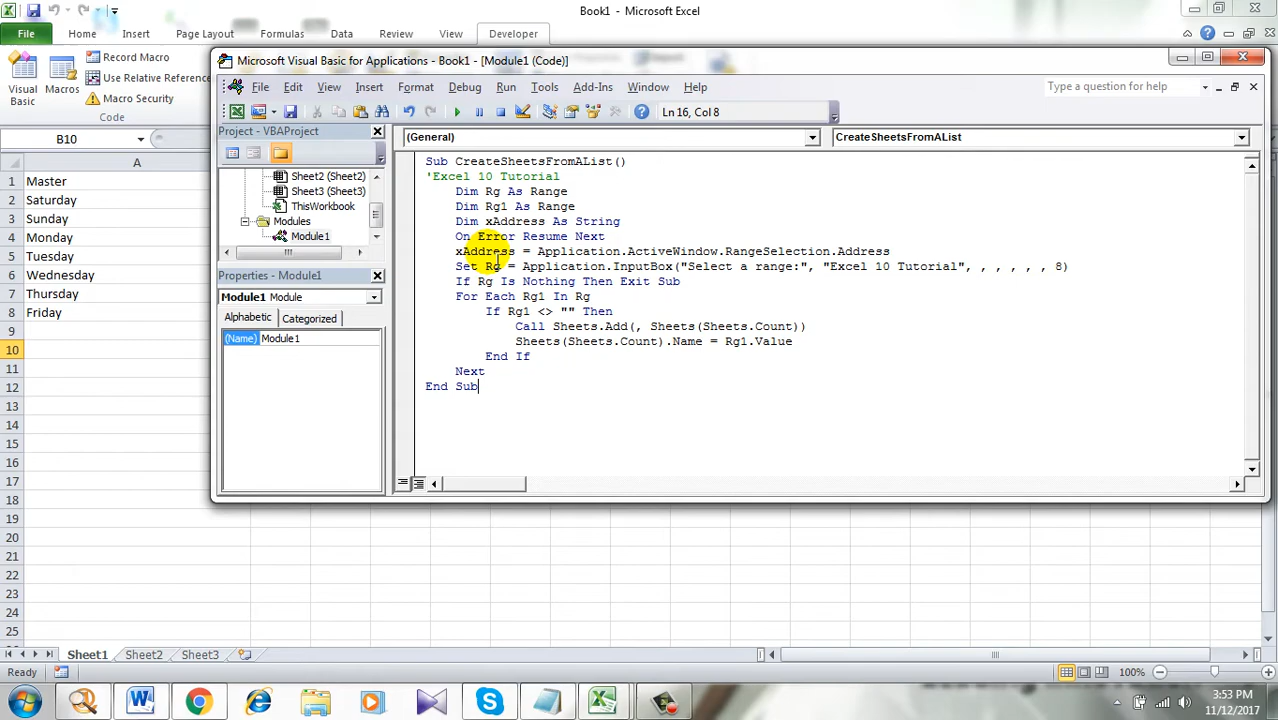 Book1 - Microsoft Excel
File Home Insert Page Layout Formulas Data Review View Developer
Visual Basic
Macros
Record Macro
Use Relative Reference
Macro Security
Code
B10
Microsoft Visual Basic for Applications - Book1 - [Module1 (Code)]
File Edit View Insert Format Debug Run Tools Add-Ins Window Help
Type a question for help
Ln 16, Col 8
Project - VBAProject
Sheet2 (Sheet2)
Sheet3 (Sheet3)
ThisWorkbook
Modules
Module1
Properties - Module1
Module1 Module
Alphabetic Categorized
(Name) Module1
(General)
CreateSheetsFromAList
Sub CreateSheetsFromAList()
'Excel 10 Tutorial
Dim Rg As Range
Dim Rg1 As Range
Dim xAddress As String
On Error Resume Next
xAddress = Application.ActiveWindow.RangeSelection.Address
Set Rg = Application.InputBox("Select a range:", "Excel 10 Tutorial", , , , , , 8)
If Rg Is Nothing Then Exit Sub
For Each Rg1 In Rg
If Rg1 <> "" Then
Call Sheets.Add(, Sheets(Sheets.Count))
Sheets(Sheets.Count).Name = Rg1.Value
End If
Next
End Sub
A
1 Master
2 Saturday
3 Sunday
4 Monday
5 Tuesday
6 Wednesday
7 Thursday
8 Friday
9
10
11
12
13
14
15
16
17
18
19
20
21
22
23
24
25
Sheet1 Sheet2 Sheet3
Ready
100%
3:53 PM
11/12/2017